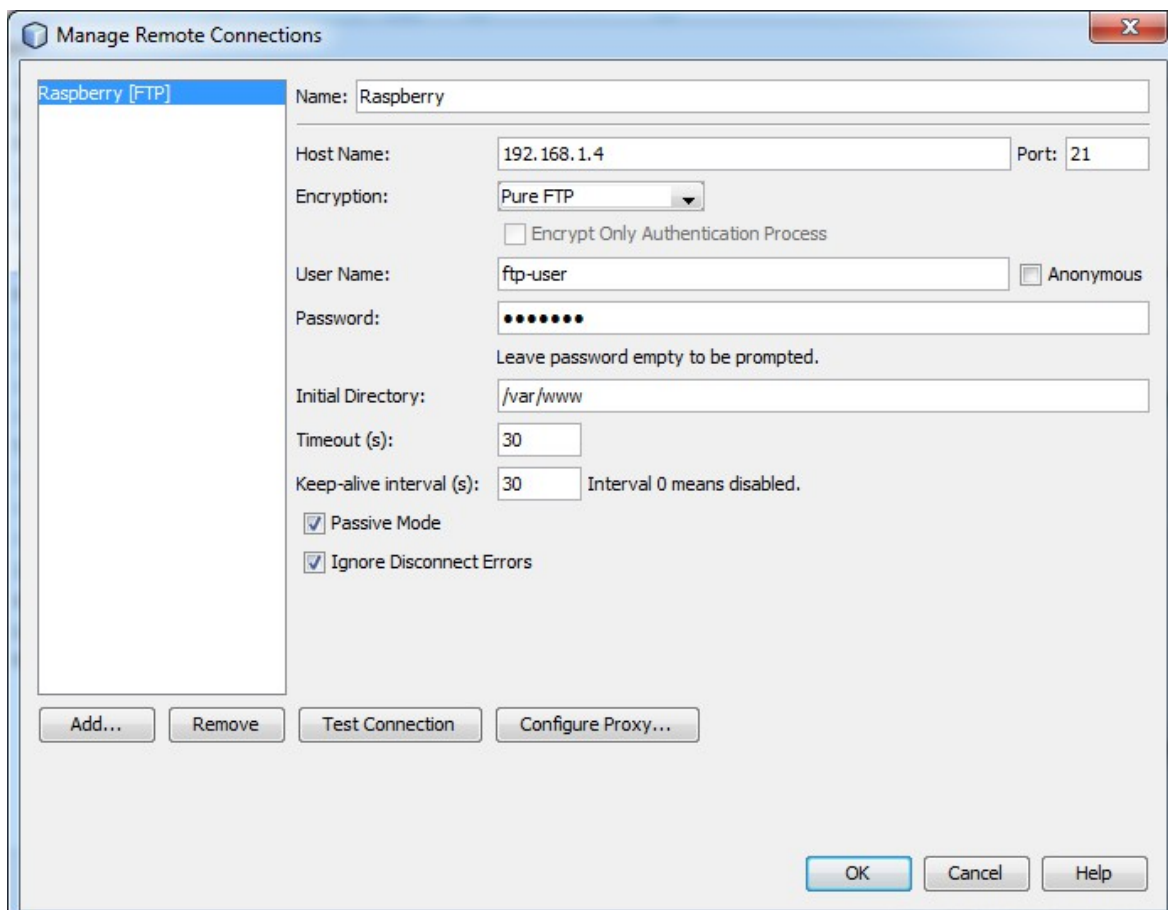 Manage Remote Connections
Raspberry [FTP]
Name: Raspberry
Host Name: 192.168.1.4 Port: 21
Encryption: Pure FTP
Encrypt Only Authentication Process
User Name: ftp-user Anonymous
Password: •••••••
Leave password empty to be prompted.
Initial Directory: /var/www
Timeout (s): 30
Keep-alive interval (s): 30 Interval 0 means disabled.
Passive Mode
Ignore Disconnect Errors
Add... Remove Test Connection Configure Proxy...
OK Cancel Help